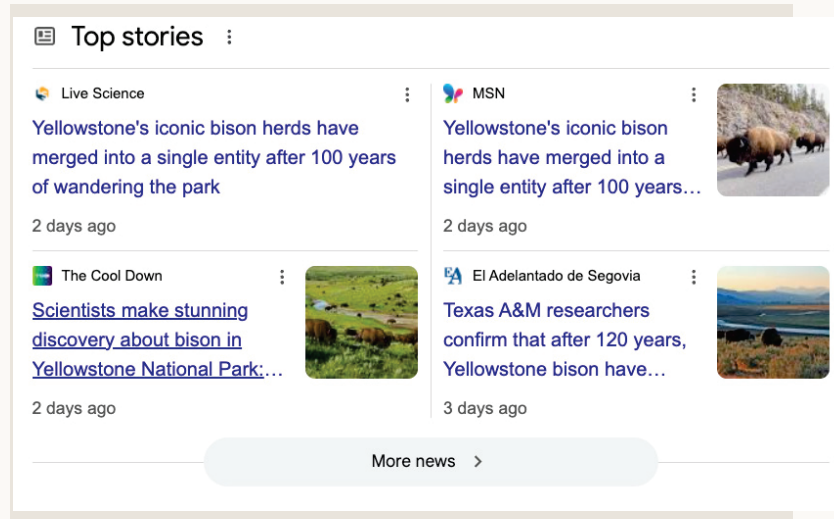 Top stories
Live Science
Yellowstone's iconic bison herds have
merged into a single entity after 100 years
of wandering the park
2 days ago
MSN
Yellowstone's iconic bison
herds have merged into a
single entity after 100 years...
2 days ago
The Cool Down
Scientists make stunning
discovery about bison in
Yellowstone National Park:...
2 days ago
EA
El Adelantado de Segovia
Texas A&M researchers
confirm that after 120 years,
Yellowstone bison have...
3 days ago
More news